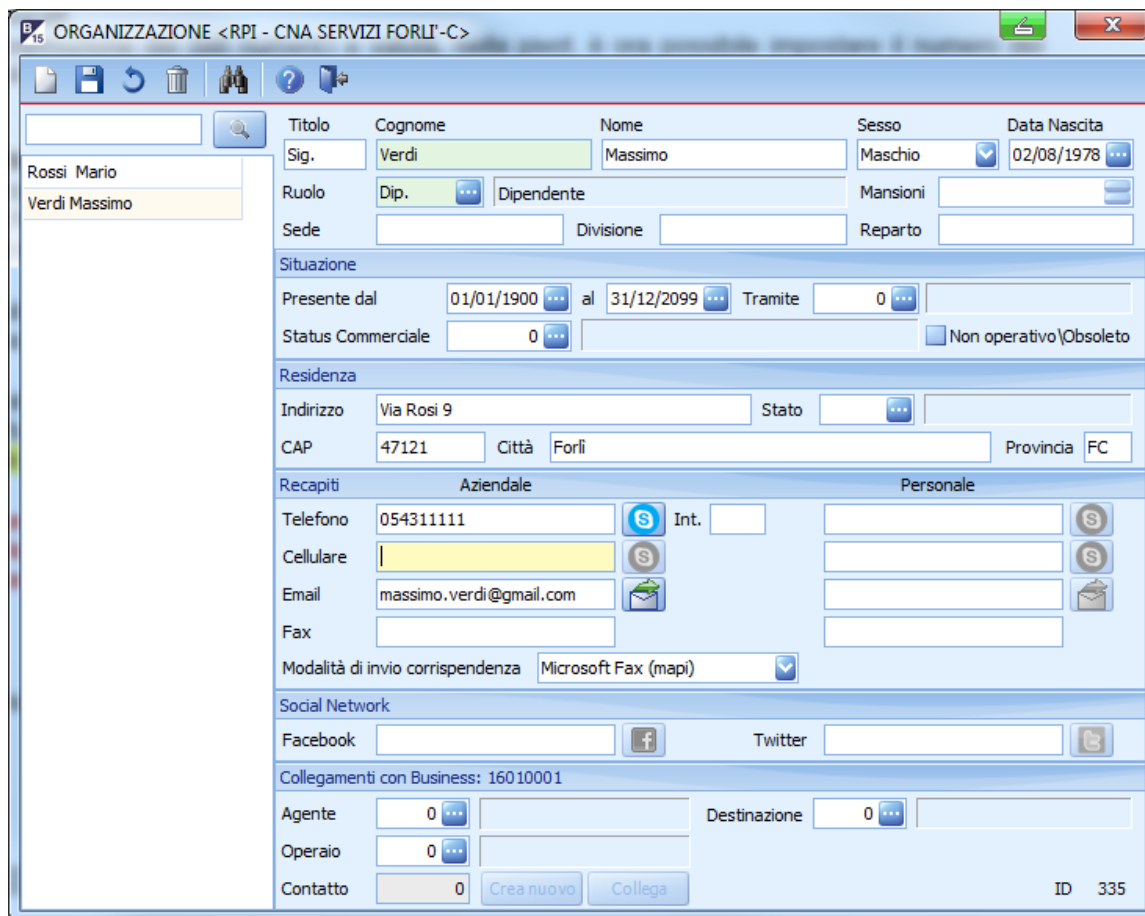 B 15 ORGANIZZAZIONE <RPI - CNA SERVIZI FORLI'-C>
Rossi Mario
Verdi Massimo
Titolo Cognome Nome Sesso Data Nascita
Sig. Verdi Massimo Maschio 02/08/1978
Ruolo Dip. Dipendente Mansioni
Sede Divisione Reparto
Situazione
Presente dal 01/01/1900 al 31/12/2099 Tramite 0
Status Commerciale 0 Non operativo\Obsoleto
Residenza
Indirizzo Via Rosi 9 Stato
CAP 47121 Città Forlì Provincia FC
Recapiti Aziendale Personale
Telefono 054311111 Int.
Cellulare
Email massimo.verdi@gmail.com
Fax
Modalità di invio corrispendenza Microsoft Fax (mapi)
Social Network
Facebook Twitter
Collegamenti con Business: 16010001
Agente 0 Destinazione 0
Operaio 0
Contatto 0 Crea nuovo Collega ID 335